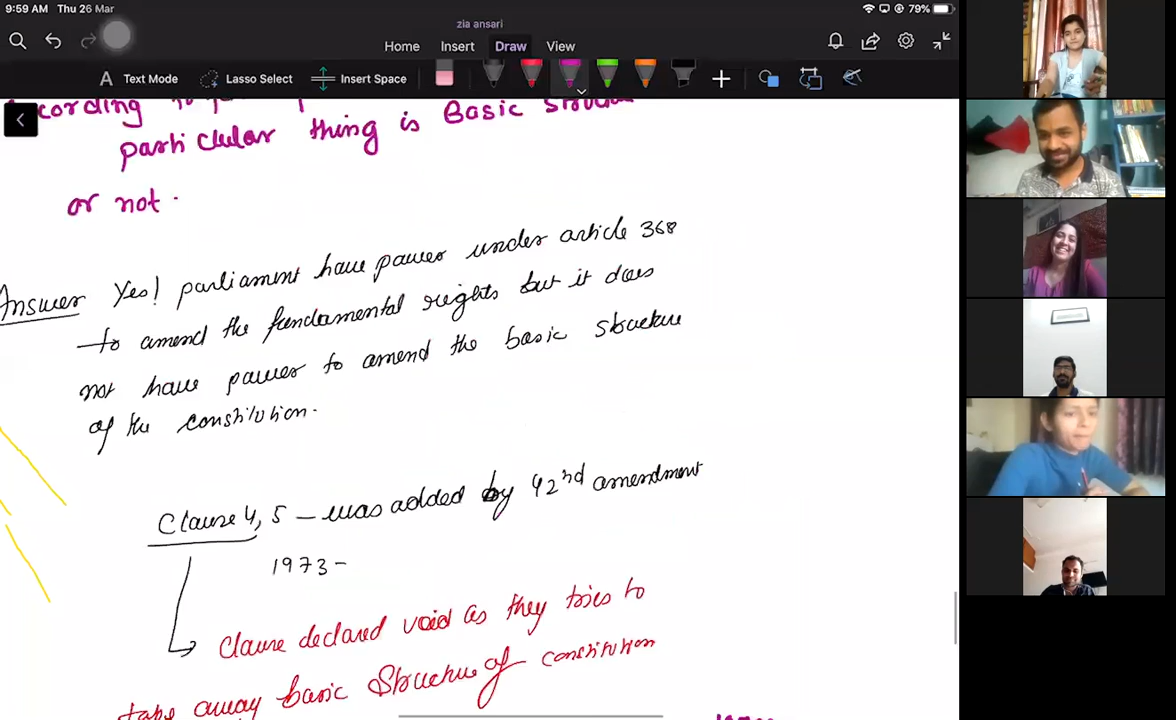 9:59 AM Thu 26 Mar
79%
zia ansari
Home Insert Draw View
Text Mode Lasso Select Insert Space
particlular thing is Basic
or not.
Answer Yes! parliament have power under article 368
to amend the fundamental rights but it does
not have power to amend the basic structure
of the constitution.
Clause 4, 5 - was added by 42nd amendment
1973 -
Clause declared void as they tries to
take away basic Structure of constitution